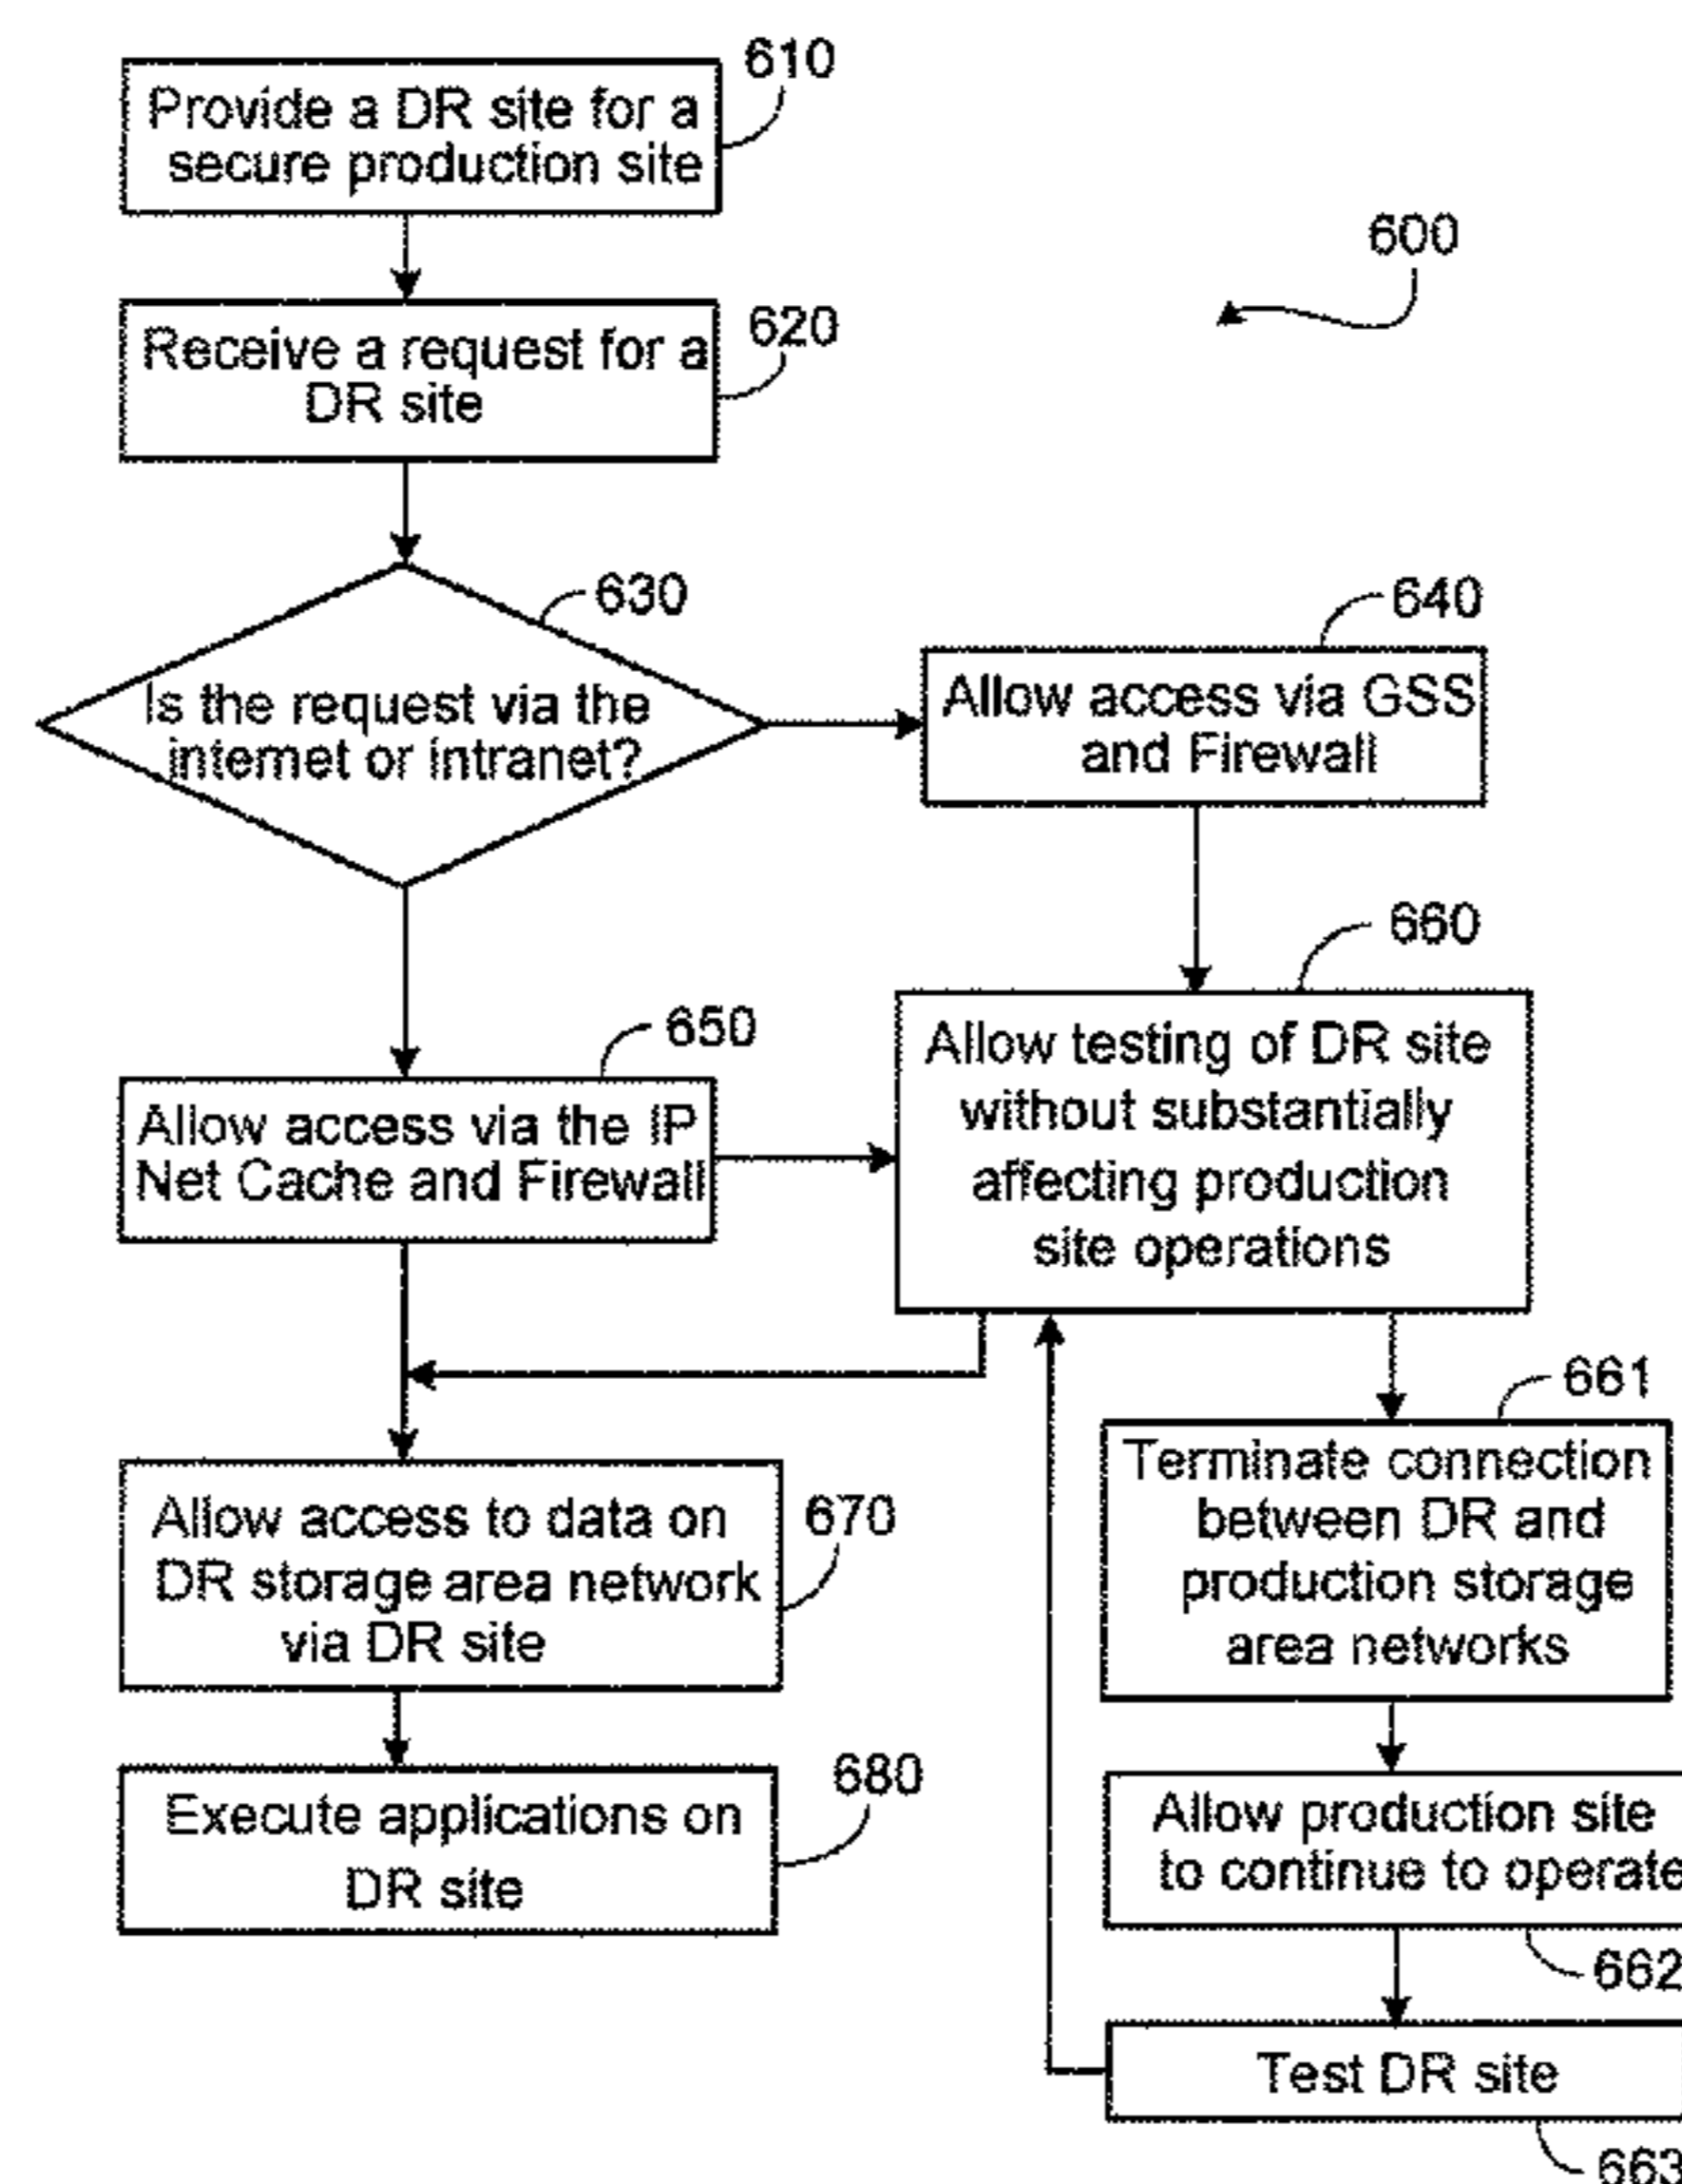 610
Provide a DR site for a
secure production site
600
620
Receive a request for a
DR site
630
Is the request via the
internet or intranet?
640
Allow access via GSS
and Firewall
660
650
Allow testing of DR site
without substantially
affecting production
site operations
Allow access via the IP
Net Cache and Firewall
661
Terminate connection
between DR and
production storage
area networks
670
Allow access to data on
DR storage area network
via DR site
680
Execute applications on
DR site
Allow production site
to continue to operate
662
Test DR site
663